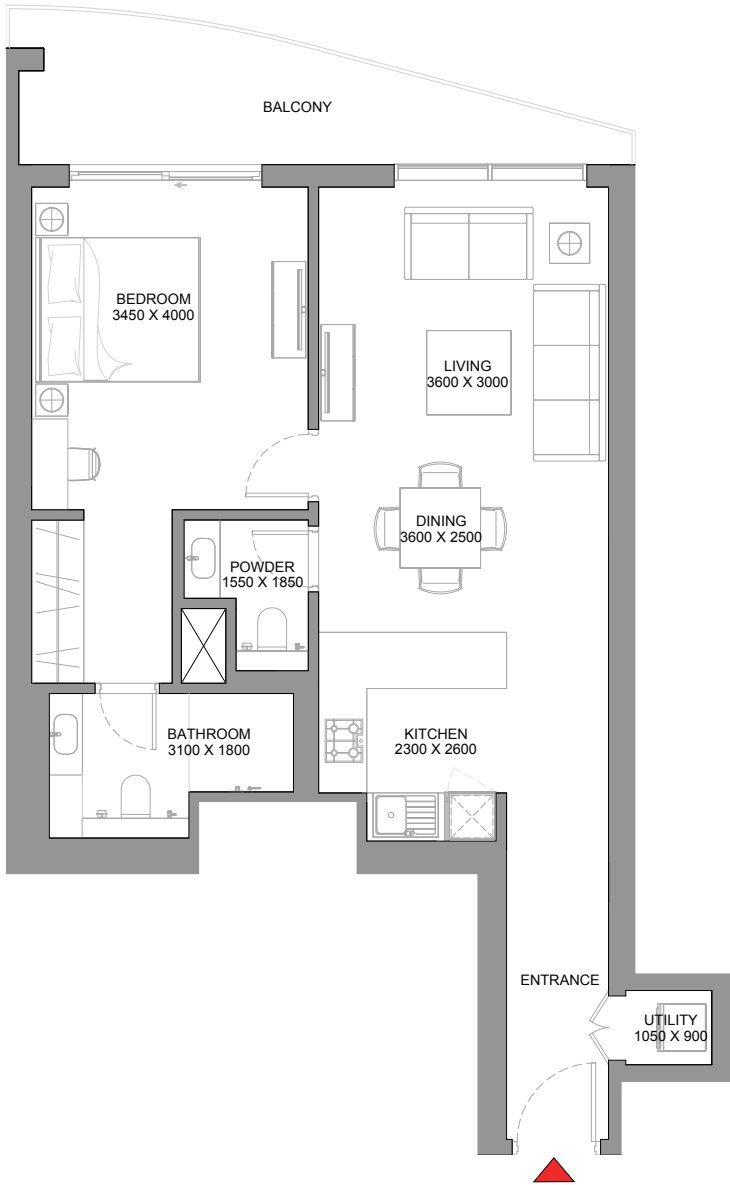 BALCONY
BEDROOM
3450 X 4000
LIVING
3600 X 3000
DINING
3600 X 2500
POWDER
1550 X 1850
BATHROOM
3100 X 1800
KITCHEN
2300 X 2600
ENTRANCE
UTILITY
1050 X 900